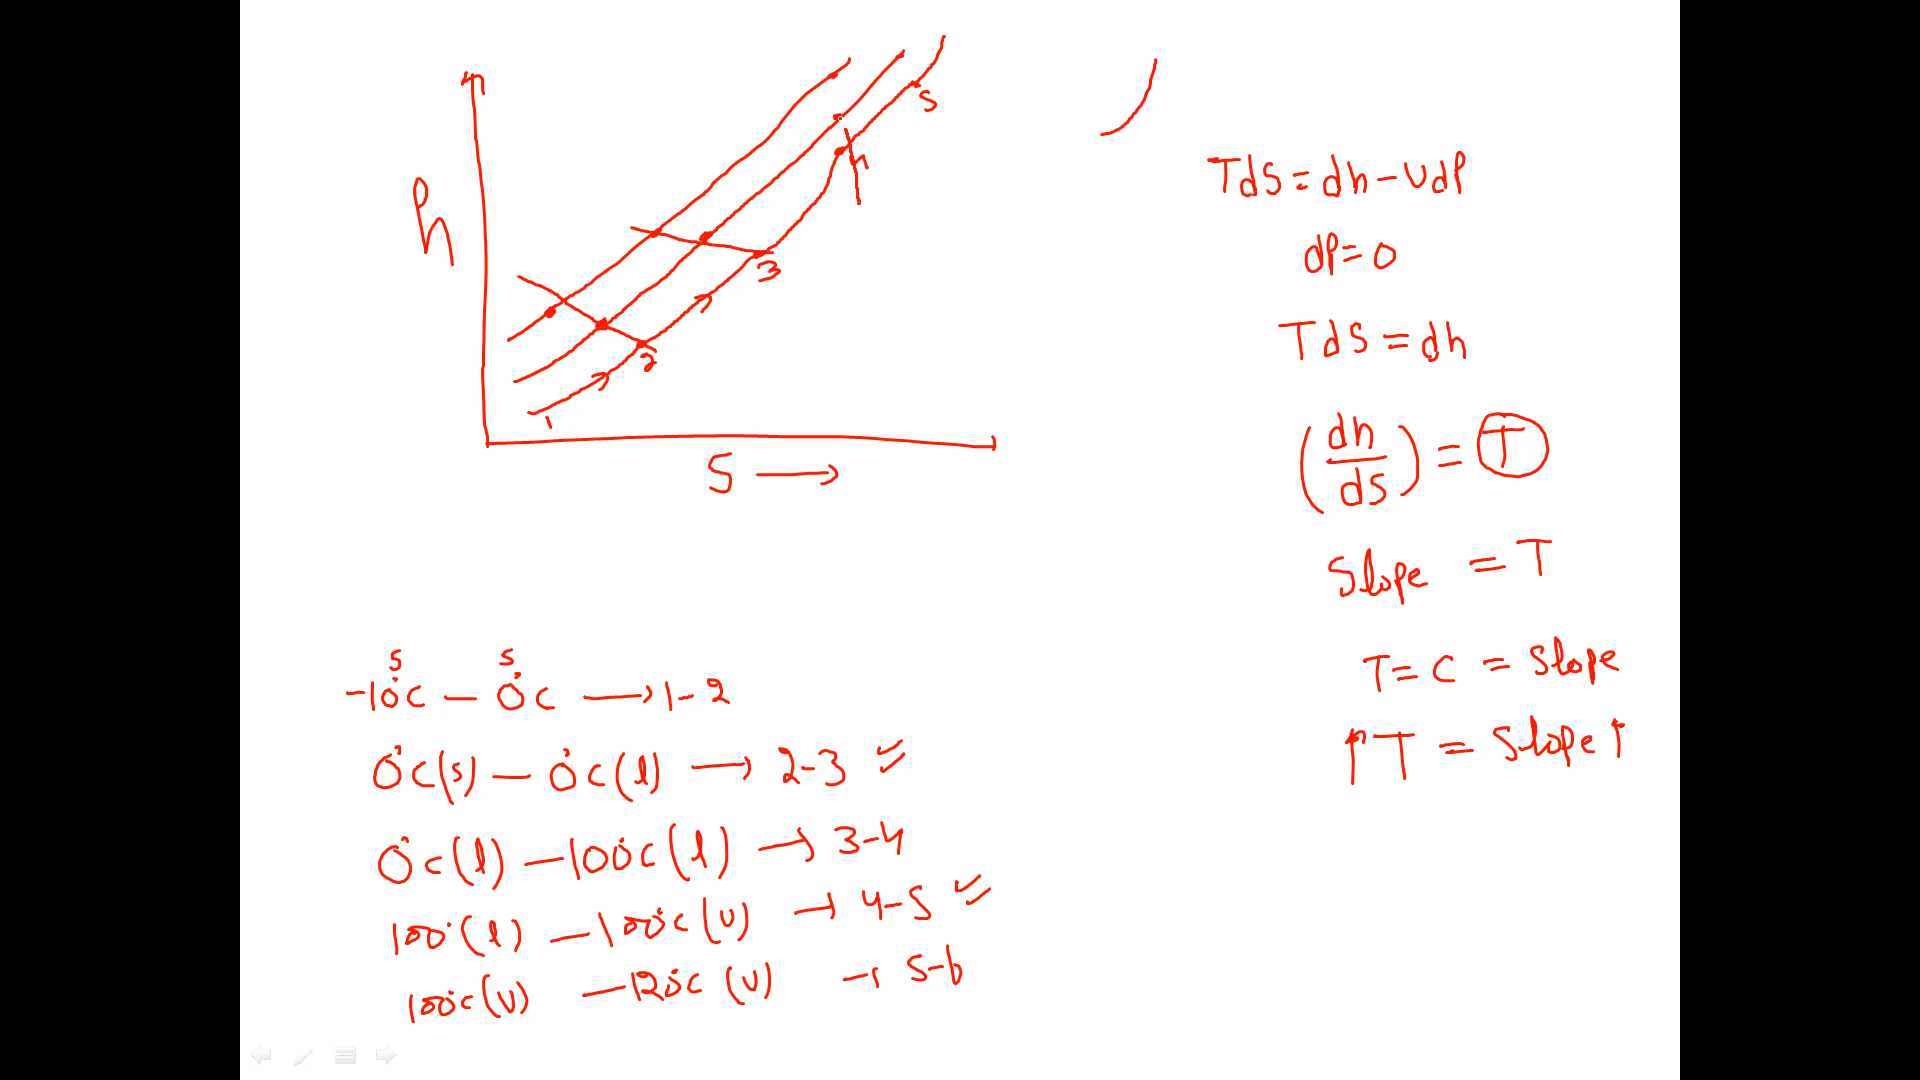 h
S →
1
2
3
4
5
TdS = dh - vdP
dP = 0
TdS = dh
(dh/ds) = T
Slope = T
T = C = Slope
↑T = Slope↑
s s
-10°C — 0°C → 1-2
0°C(s) — 0°C(l) → 2-3 ✓
0°C(l) — 100°C(l) → 3-4
100°(l) — 100°C(v) → 4-5 ✓
100°C(v) — 120°C(v) → 5-6